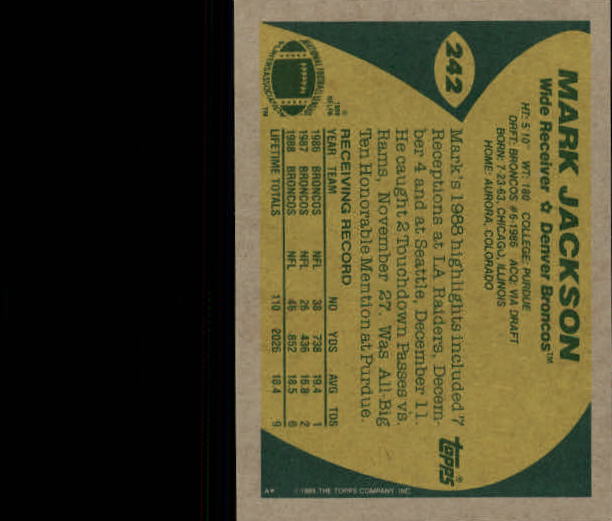 242
MARK JACKSON
Wide Receiver ✩ Denver Broncos™
HT: 5'10" WT: 180 COLLEGE: PURDUE
DRFT: BRONCOS #6-1986 ACQ: VIA DRAFT
BORN: 7-23-63, CHICAGO, ILLINOIS
HOME: AURORA, COLORADO
Mark's 1988 highlights included 7
Receptions at LA Raiders, Decem-
ber 4 and at Seattle, December 11.
He caught 2 Touchdown Passes vs.
Rams, November 27. Was All-Big
Ten Honorable Mention at Purdue.
topps®
RECEIVING RECORD
YEAR TEAM NO YDS AVG TDS
1986 BRONCOS NFL 38 738 19.4 1
1987 BRONCOS NFL 26 436 16.8 2
1988 BRONCOS NFL 46 852 18.5 6
LIFETIME TOTALS 110 2026 18.4 9
A* ©1989 THE TOPPS COMPANY, INC.